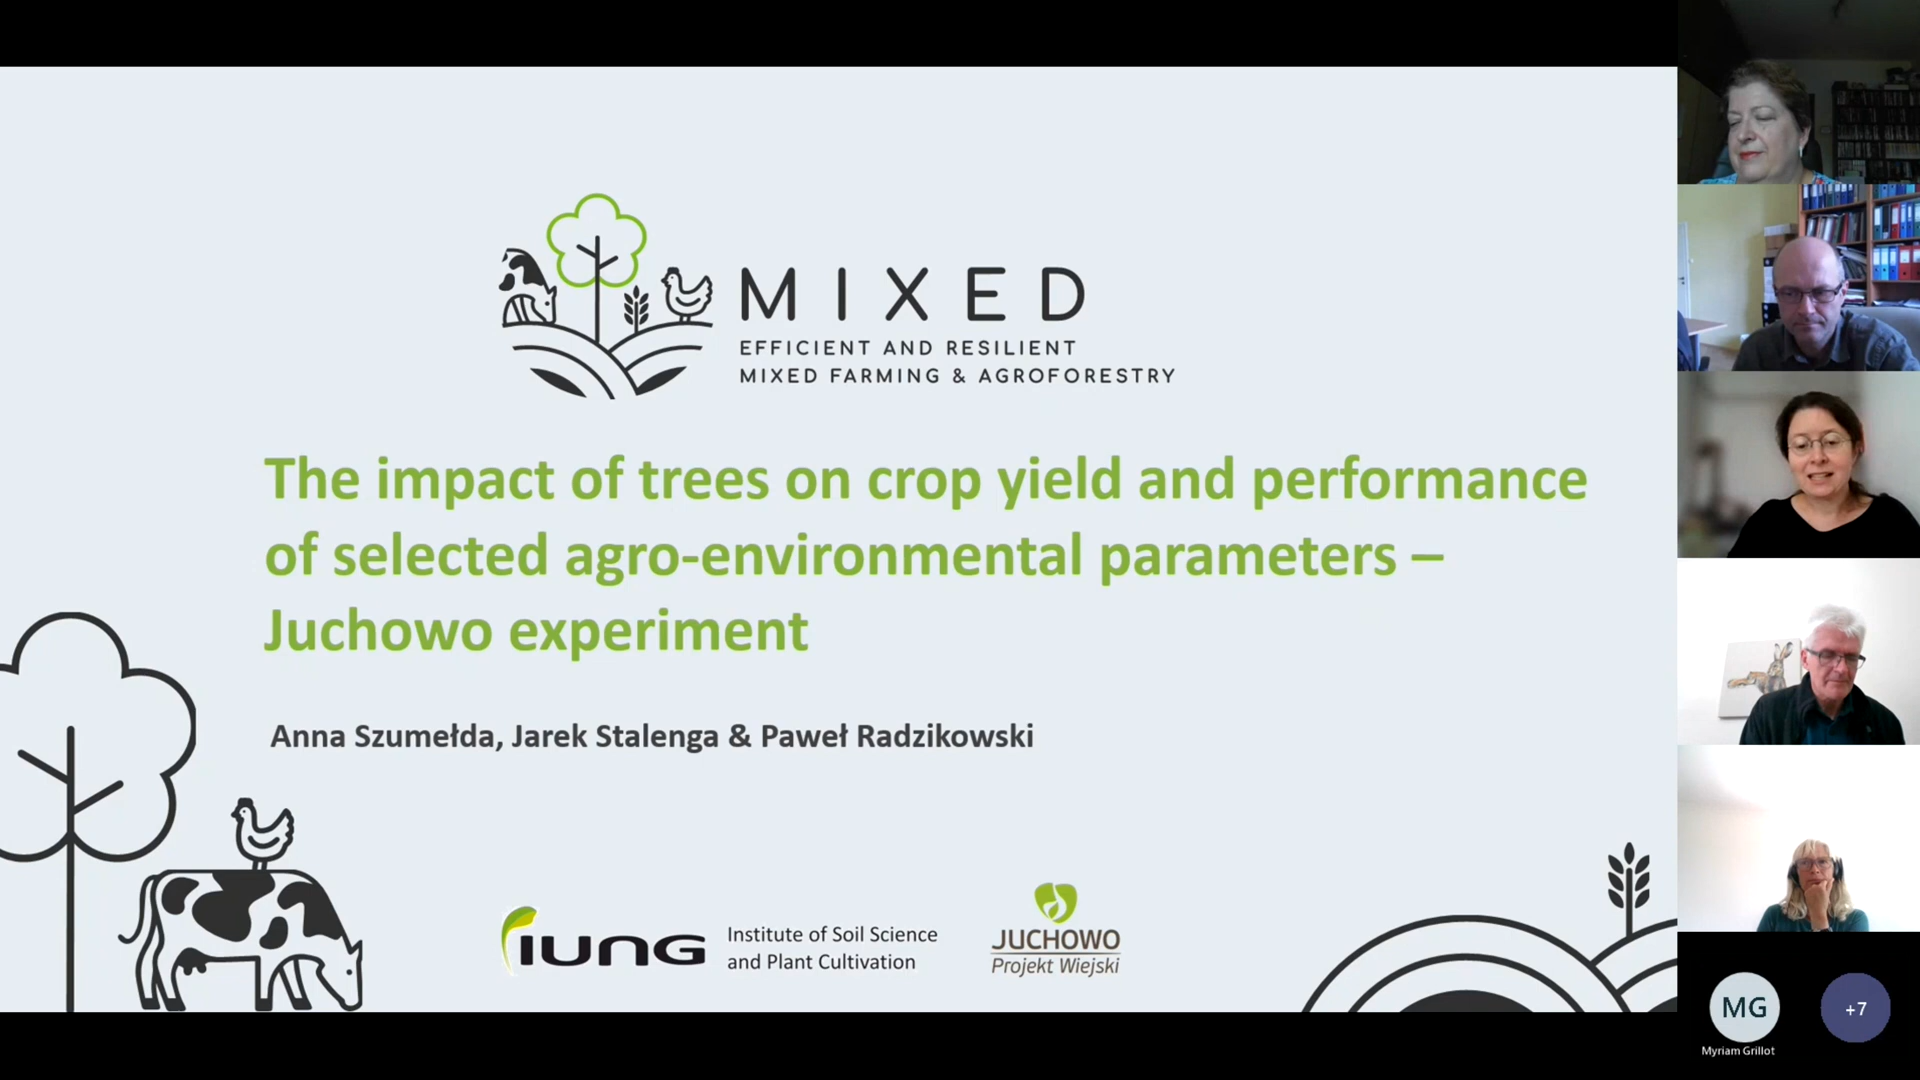 MIXED
EFFICIENT AND RESILIENT
MIXED FARMING & AGROFORESTRY
The impact of trees on crop yield and performance
of selected agro-environmental parameters –
Juchowo experiment
Anna Szumełda, Jarek Stalenga & Paweł Radzikowski
IUNG
Institute of Soil Science
and Plant Cultivation
JUCHOWO
Projekt Wiejski
MG
+7
Myriam Grillot